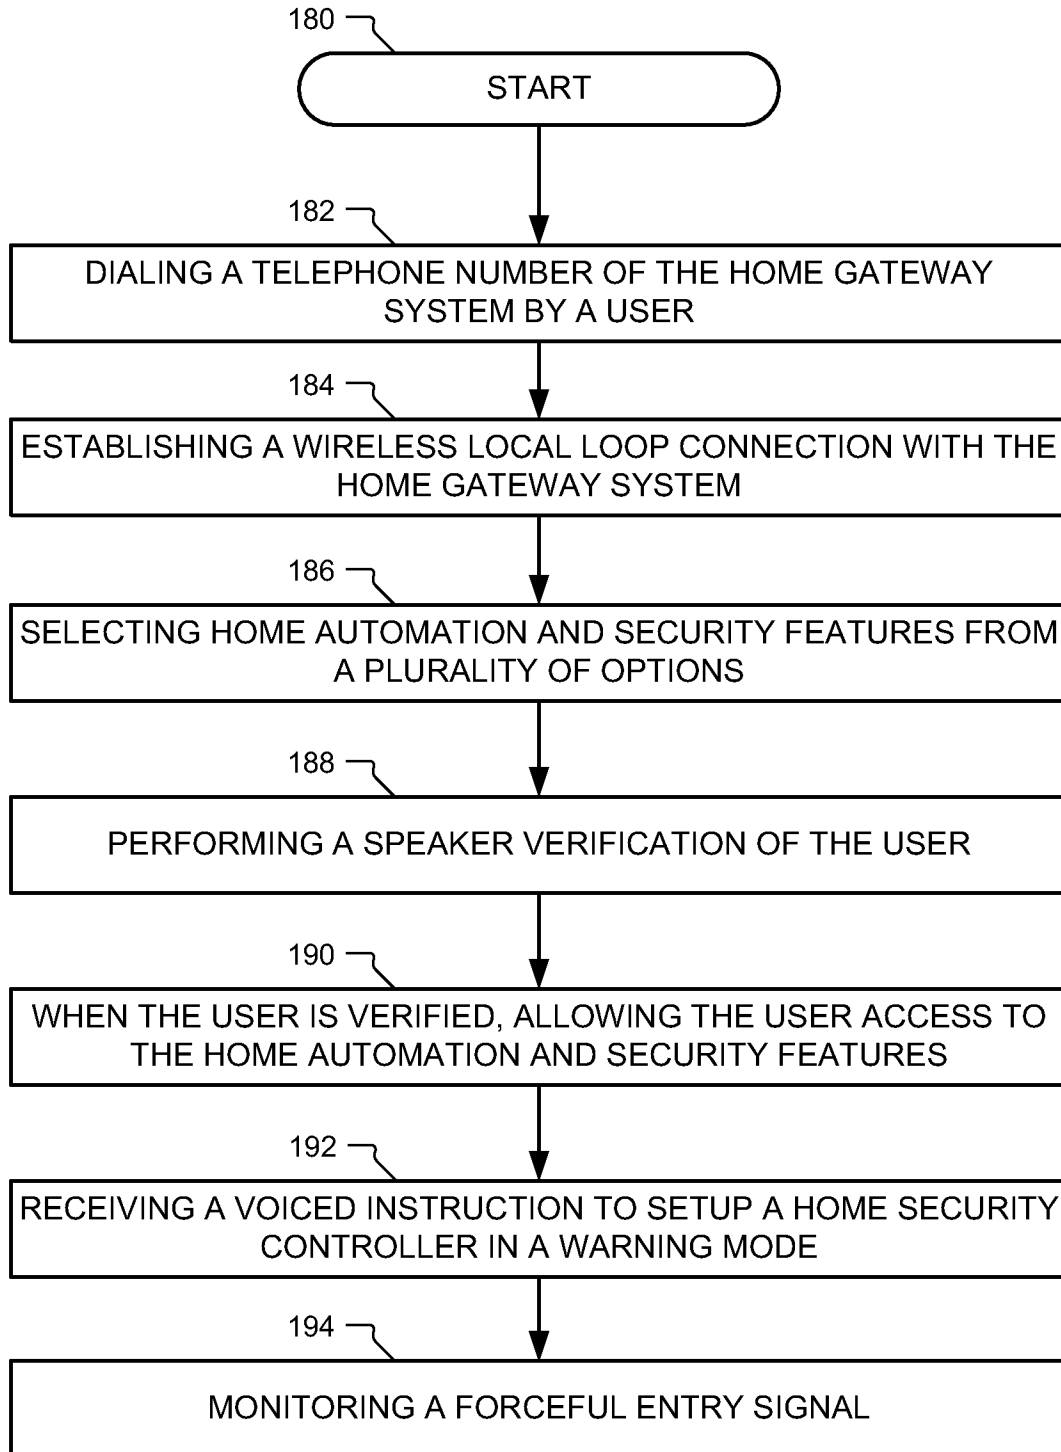 180
START
182
DIALING A TELEPHONE NUMBER OF THE HOME GATEWAY
SYSTEM BY A USER
184
ESTABLISHING A WIRELESS LOCAL LOOP CONNECTION WITH THE
HOME GATEWAY SYSTEM
186
SELECTING HOME AUTOMATION AND SECURITY FEATURES FROM
A PLURALITY OF OPTIONS
188
PERFORMING A SPEAKER VERIFICATION OF THE USER
190
WHEN THE USER IS VERIFIED, ALLOWING THE USER ACCESS TO
THE HOME AUTOMATION AND SECURITY FEATURES
192
RECEIVING A VOICED INSTRUCTION TO SETUP A HOME SECURITY
CONTROLLER IN A WARNING MODE
194
MONITORING A FORCEFUL ENTRY SIGNAL